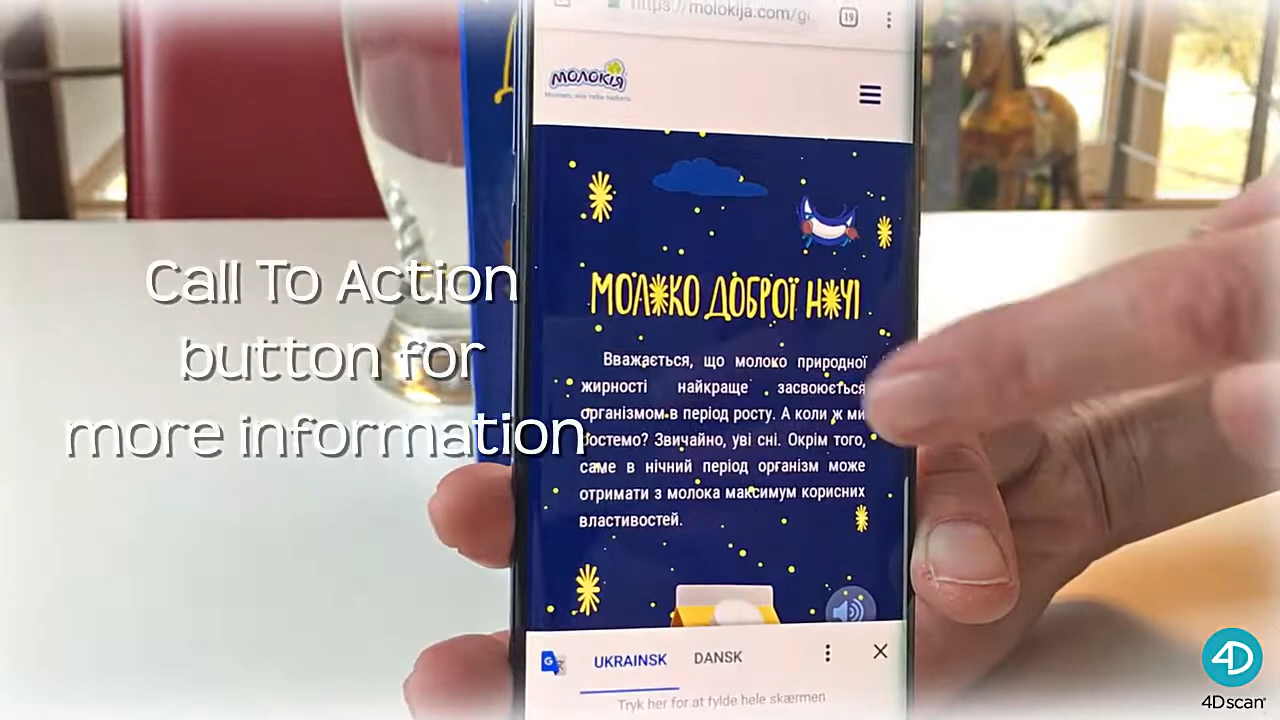 https://molokija.com/g
19
МОЛОКІЯ
Молоко, яке тебе любить
МОЛОКО ДОБРОЇ НОЧІ
Вважається, що молоко природної
жирності найкраще засвоюється
організмом в період росту. А коли ж ми
ростемо? Звичайно, уві сні. Окрім того,
саме в нічний період організм може
отримати з молока максимум корисних
властивостей.
UKRAINSK DANSK
Tryk her for at fylde hele skærmen
Call To Action
button for
more information
4D
4Dscan